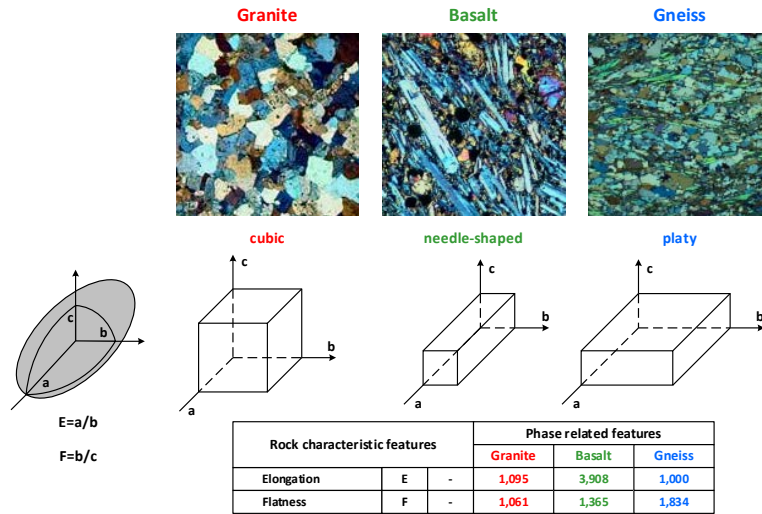 Granite Basalt Gneiss
cubic needle-shaped platy
c c c
c b b b b
a
a a a
E=a/b
F=b/c
Rock characteristic features Phase related features
Granite Basalt Gneiss
Elongation E - 1,095 3,908 1,000
Flatness F - 1,061 1,365 1,834